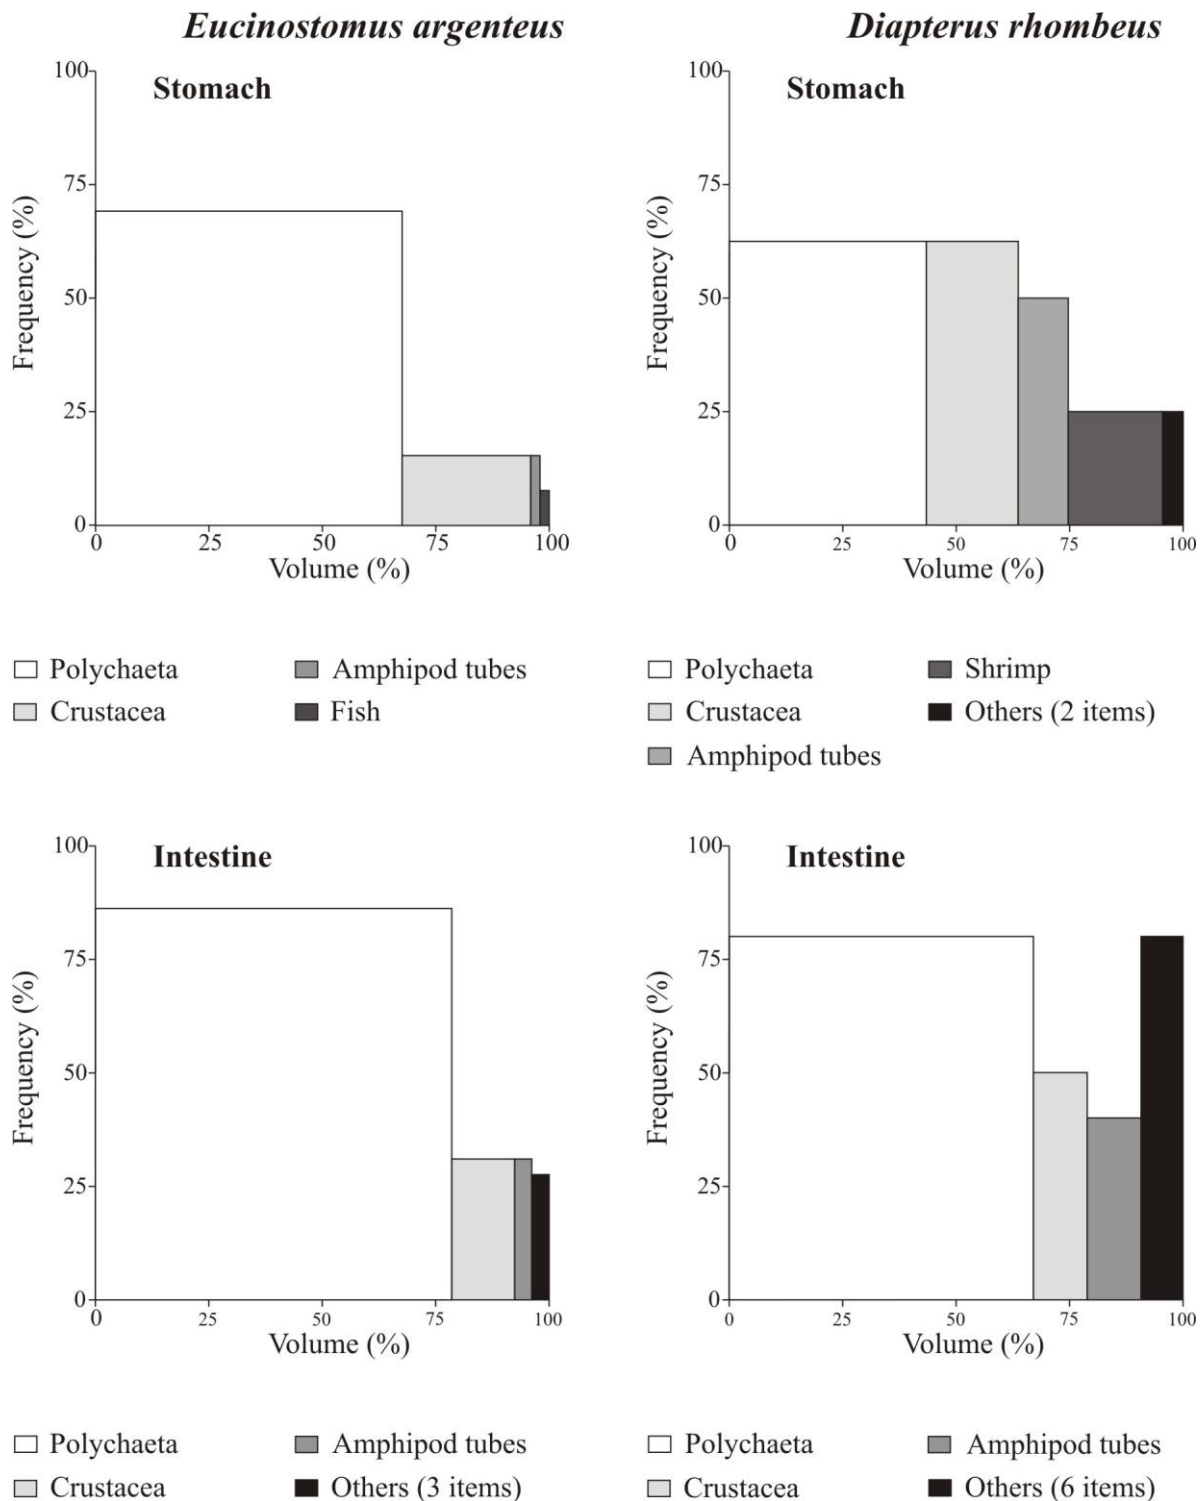 Eucinostomus argenteus
Diapterus rhombeus
Stomach
100
75
50
25
0
Frequency (%)
0 25 50 75 100
Volume (%)
Polychaeta
Amphipod tubes
Crustacea
Fish
Stomach
100
75
50
25
0
Frequency (%)
0 25 50 75 100
Volume (%)
Polychaeta
Shrimp
Crustacea
Others (2 items)
Amphipod tubes
Intestine
100
75
50
25
0
Frequency (%)
0 25 50 75 100
Volume (%)
Polychaeta
Amphipod tubes
Crustacea
Others (3 items)
Intestine
100
75
50
25
0
Frequency (%)
0 25 50 75 100
Volume (%)
Polychaeta
Amphipod tubes
Crustacea
Others (6 items)